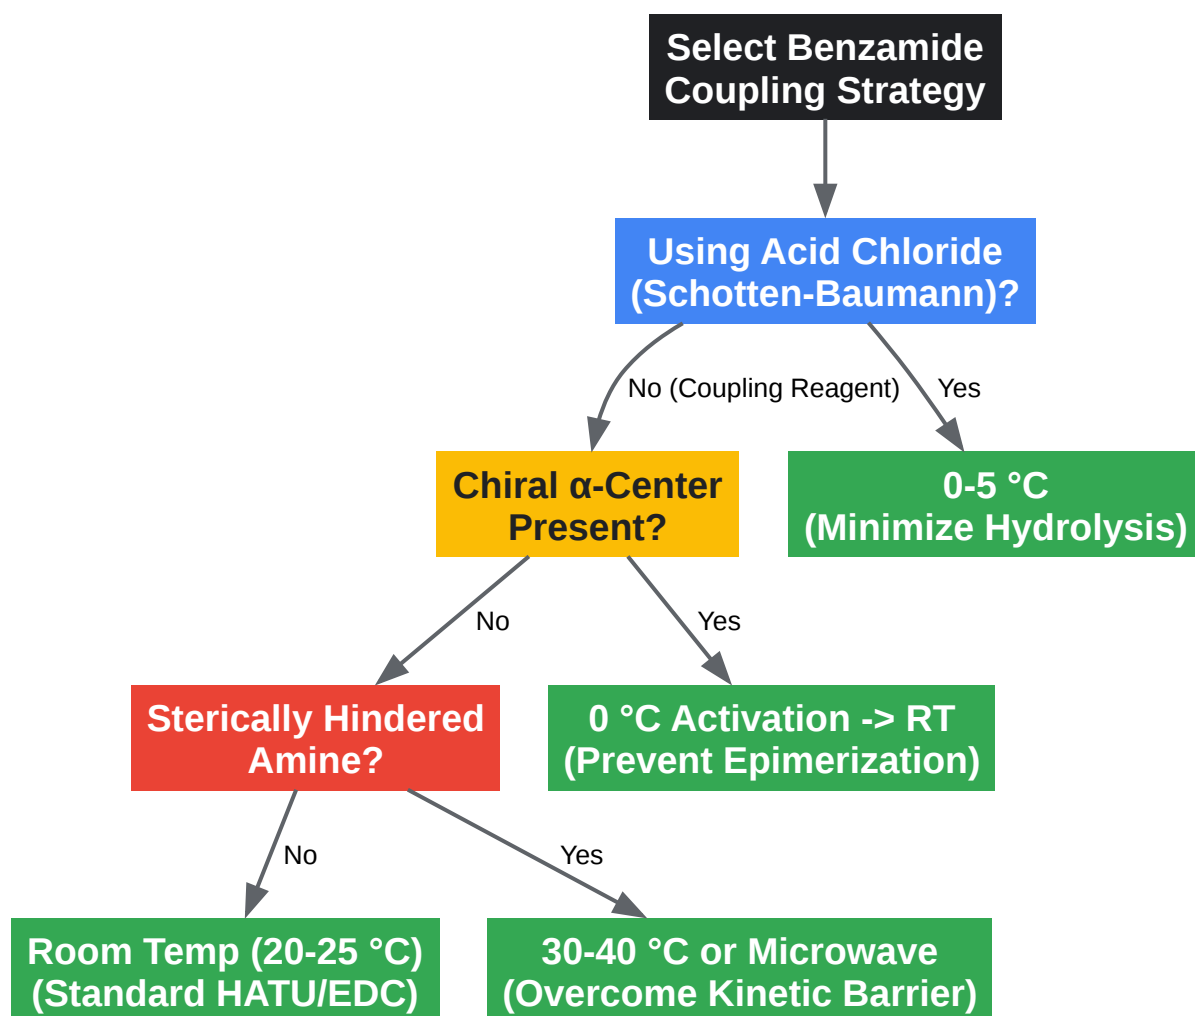 Select Benzamide
Coupling Strategy
Using Acid Chloride
(Schotten-Baumann)?
No (Coupling Reagent)
Yes
Chiral α-Center
Present?
0-5 °C
(Minimize Hydrolysis)
No
Yes
Sterically Hindered
Amine?
0 °C Activation -> RT
(Prevent Epimerization)
No
Yes
Room Temp (20-25 °C)
(Standard HATU/EDC)
30-40 °C or Microwave
(Overcome Kinetic Barrier)